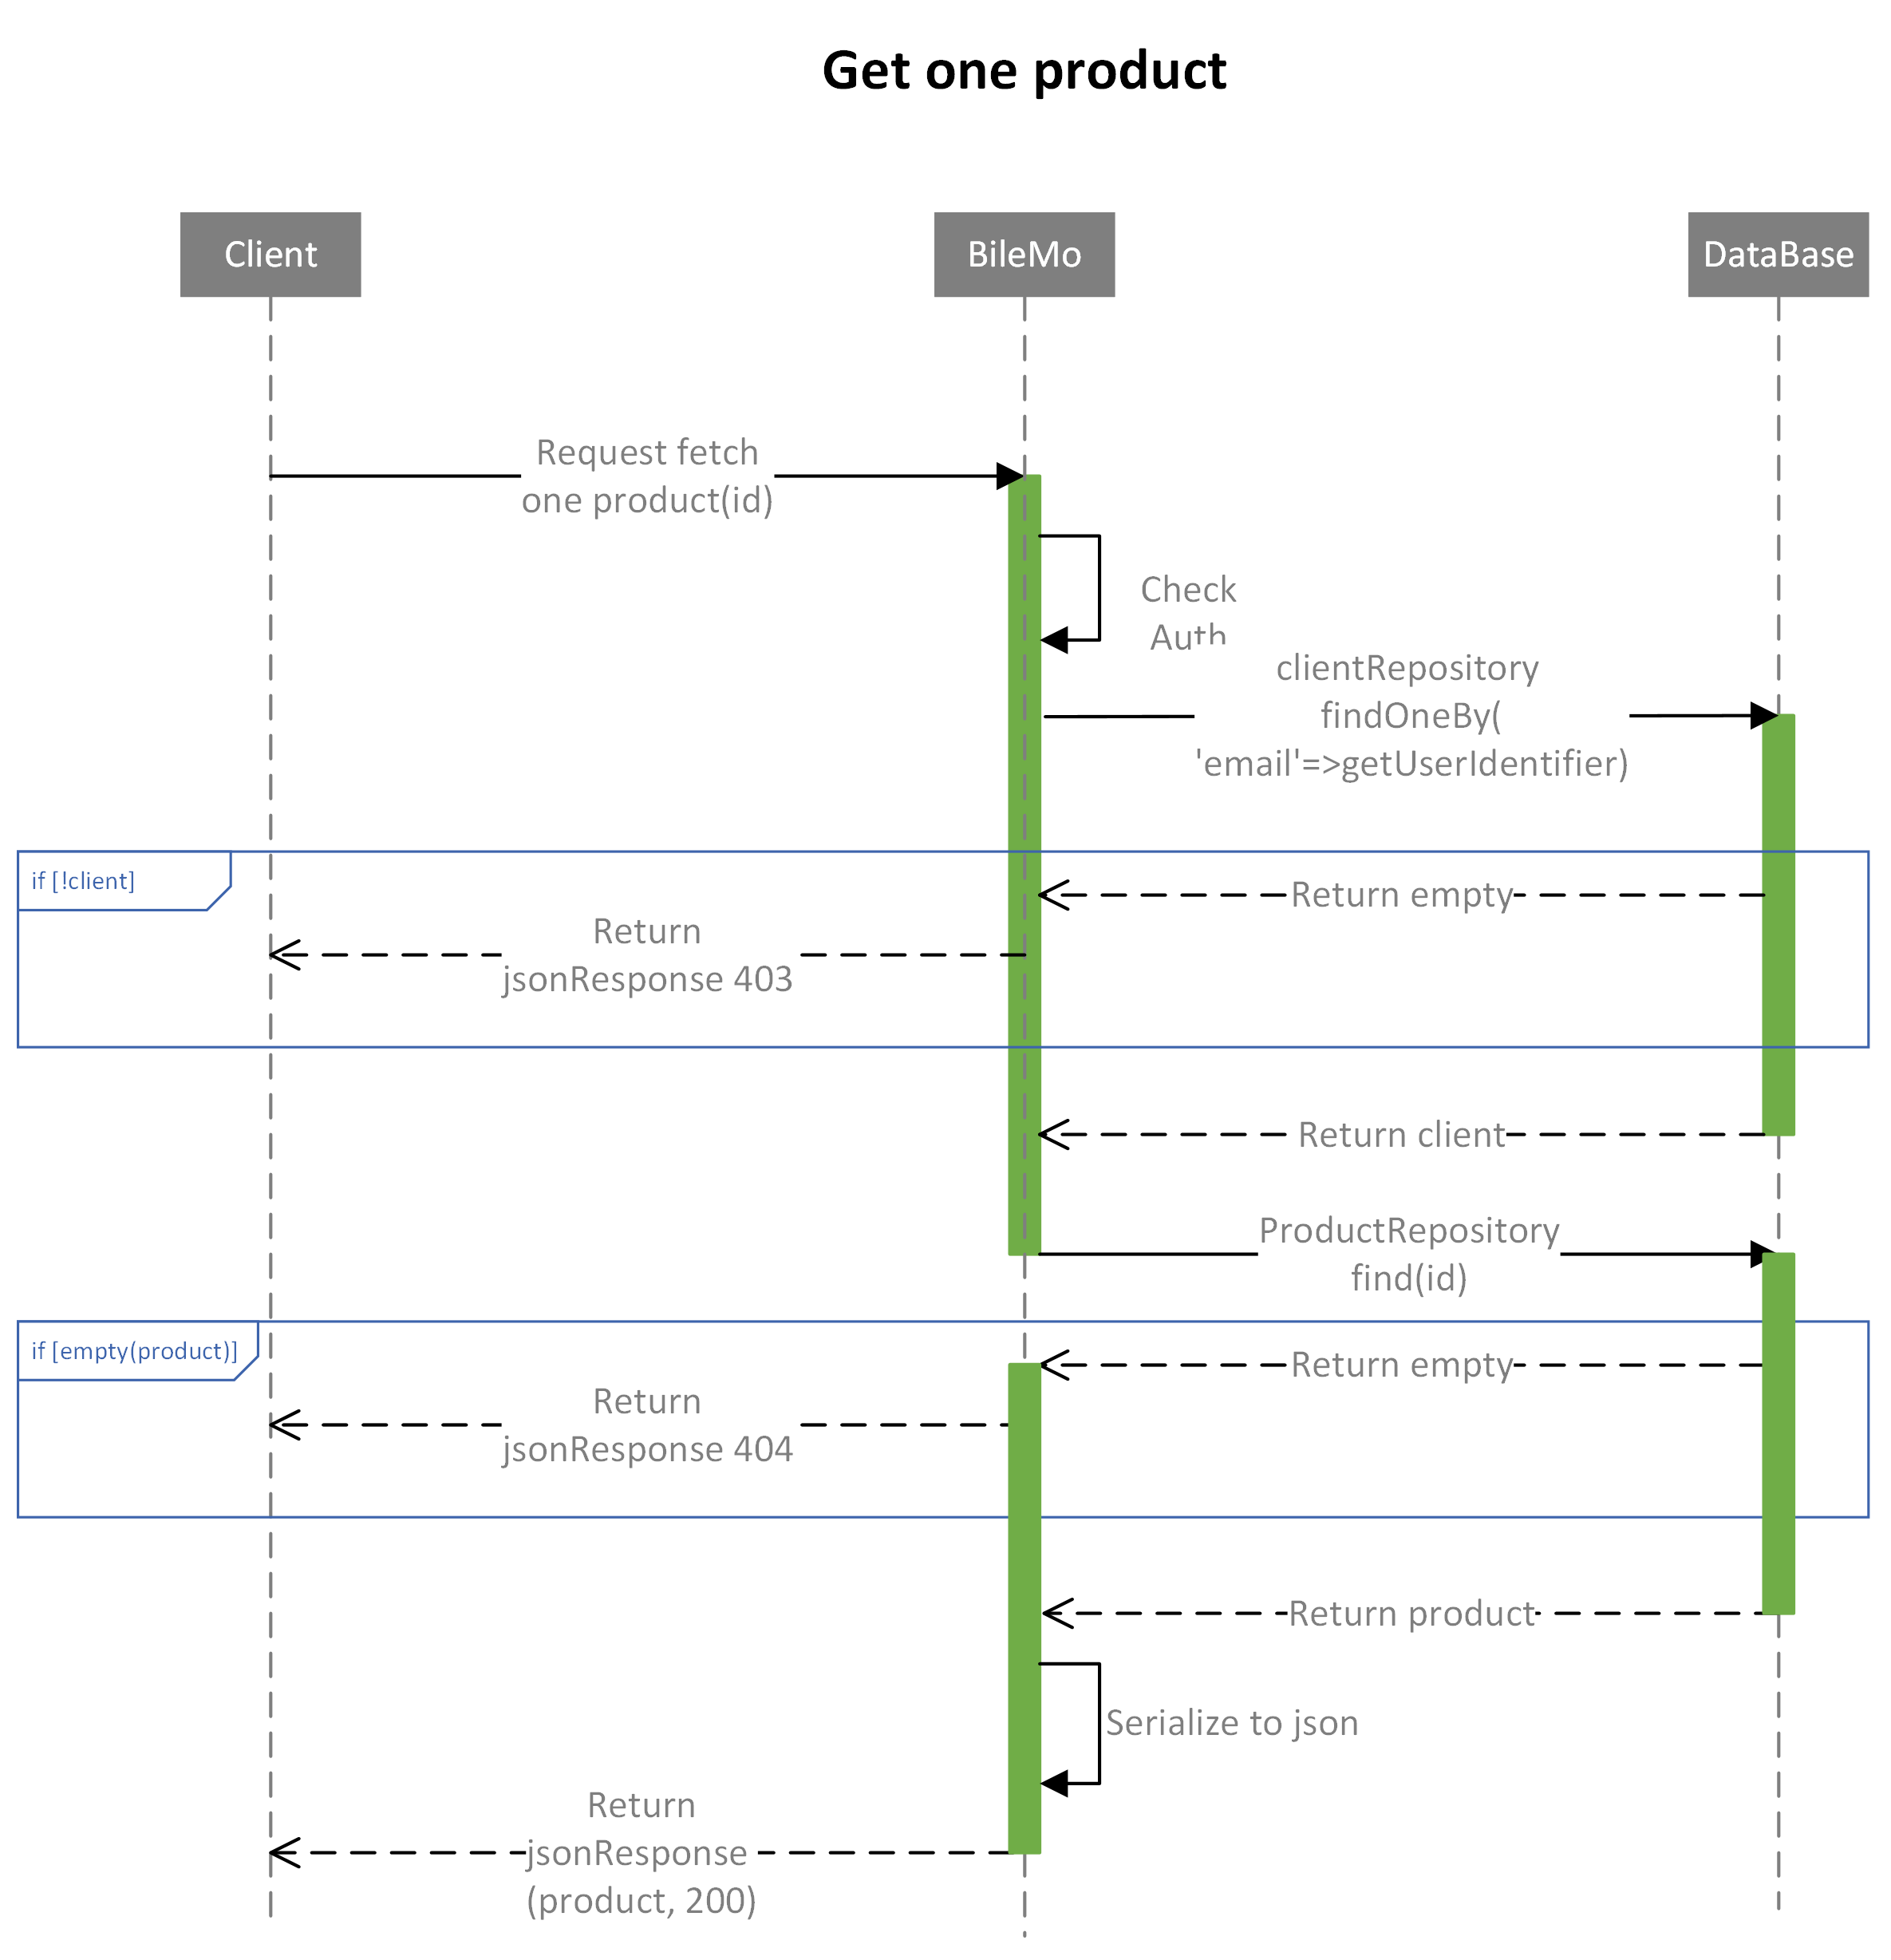 Get one product
Client
BileMo
DataBase
Request fetch
one product(id)
Check
Auth
clientRepository
findOneBy(
'email'=>getUserIdentifier)
if [!client]
Return empty
Return
jsonResponse 403
Return client
ProductRepository
find(id)
if [empty(product)]
Return empty
Return
jsonResponse 404
Return product
Serialize to json
Return
jsonResponse
(product, 200)